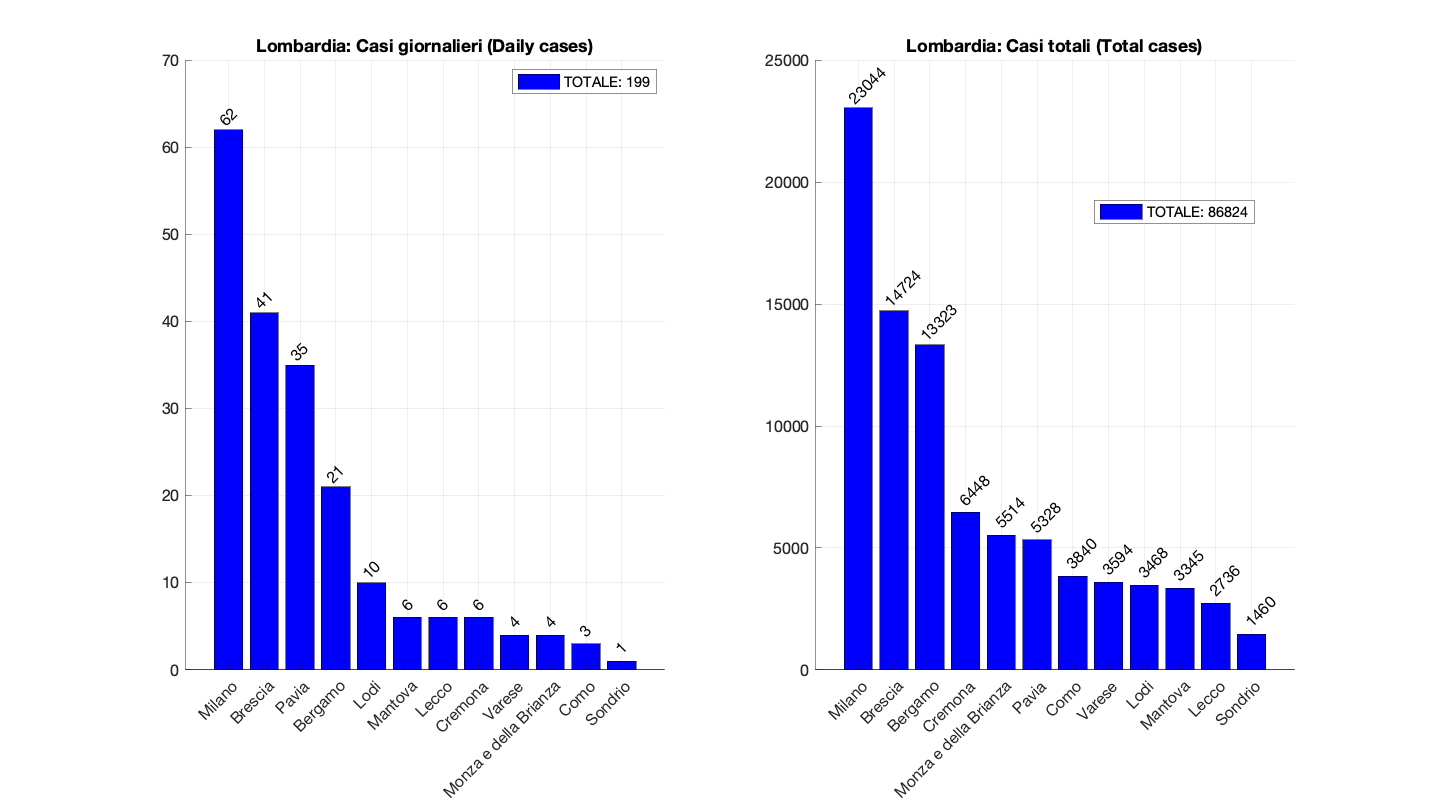 Lombardia: Casi giornalieri (Daily cases)
70
60
50
40
30
20
10
0
TOTALE: 199
62
41
35
21
10
6
6
6
4
4
3
1
Milano
Brescia
Pavia
Bergamo
Lodi
Mantova
Lecco
Cremona
Varese
Monza e della Brianza
Como
Sondrio
Lombardia: Casi totali (Total cases)
25000
20000
15000
10000
5000
0
TOTALE: 86824
23044
14724
13323
6448
5514
5328
3840
3594
3468
3345
2736
1460
Milano
Brescia
Bergamo
Cremona
Monza e della Brianza
Pavia
Como
Varese
Lodi
Mantova
Lecco
Sondrio